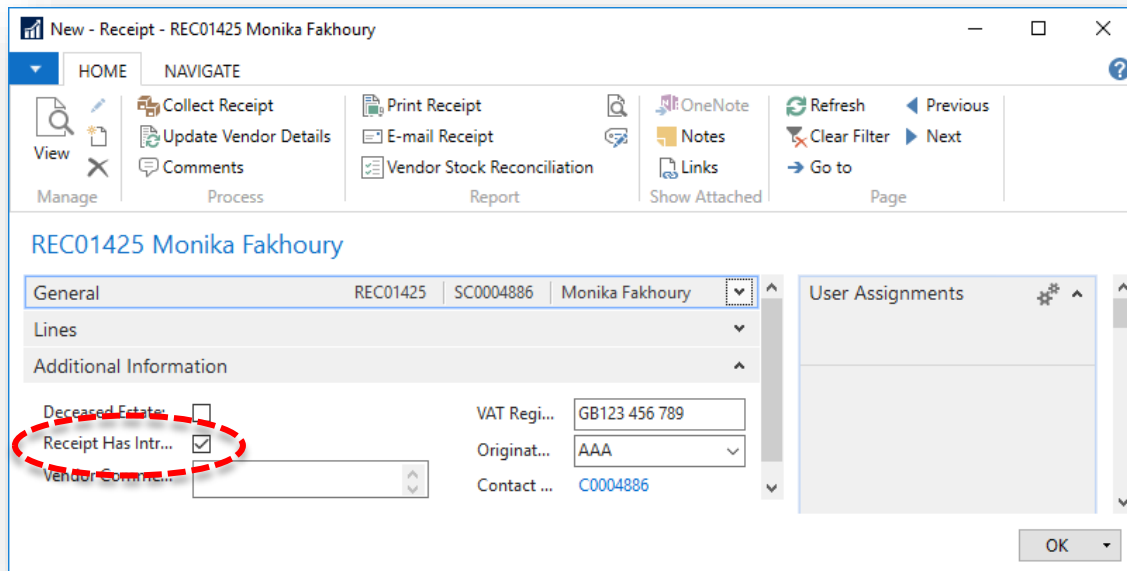 New - Receipt - REC01425 Monika Fakhoury
HOME NAVIGATE
View
Manage
Collect Receipt
Update Vendor Details
Comments
Process
Print Receipt
E-mail Receipt
Vendor Stock Reconciliation
Report
OneNote
Notes
Links
Show Attached
Refresh
Clear Filter
Go to
Previous
Next
Page
REC01425 Monika Fakhoury
General REC01425 SC0004886 Monika Fakhoury
Lines
Additional Information
Deceased Estate:
Receipt Has Intr...
Vendor Comme...
VAT Regi... GB123 456 789
Originat... AAA
Contact ... C0004886
User Assignments
OK